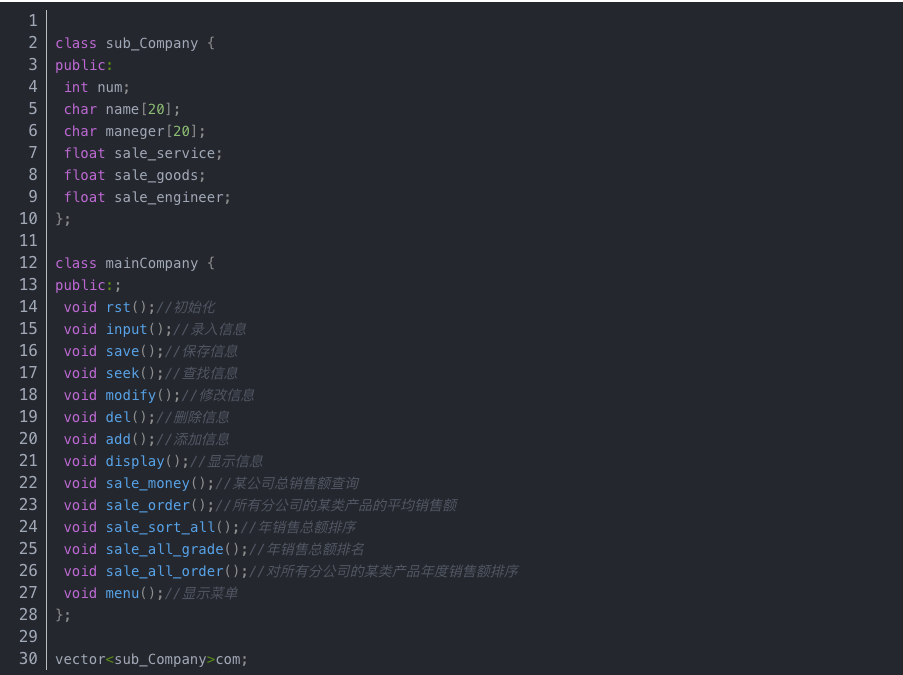 1
2 class sub_Company {
3 public:
4 int num;
5 char name[20];
6 char maneger[20];
7 float sale_service;
8 float sale_goods;
9 float sale_engineer;
10 };
11
12 class mainCompany {
13 public:;
14 void rst();//初始化
15 void input();//录入信息
16 void save();//保存信息
17 void seek();//查找信息
18 void modify();//修改信息
19 void del();//删除信息
20 void add();//添加信息
21 void display();//显示信息
22 void sale_money();//某公司总销售额查询
23 void sale_order();//所有分公司的某类产品的平均销售额
24 void sale_sort_all();//年销售总额排序
25 void sale_all_grade();//年销售总额排名
26 void sale_all_order();//对所有分公司的某类产品年度销售额排序
27 void menu();//显示菜单
28 };
29
30 vector<sub_Company>com;